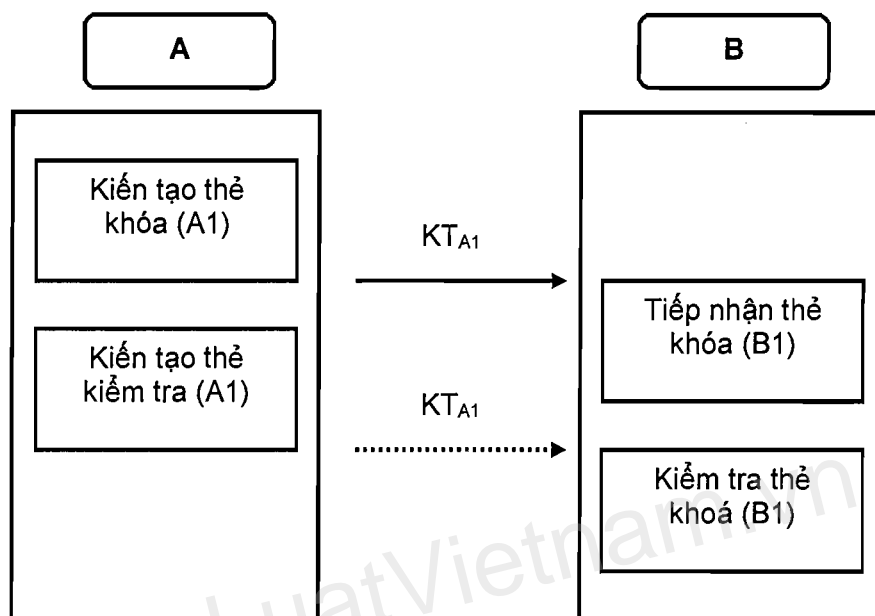 A
B
Kiến tạo thẻ
khóa (A1)
KTA1
Tiếp nhận thẻ
khóa (B1)
Kiến tạo thẻ
kiểm tra (A1)
KTA1
Kiểm tra thẻ
khoá (B1)
LuatVietnam.vn